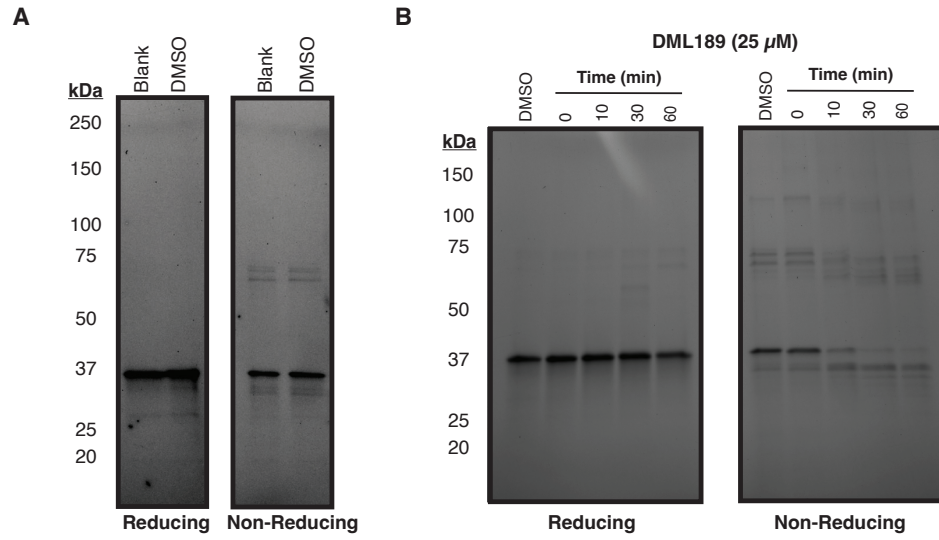 A
kDa
Blank
DMSO
Blank
DMSO
250
150
100
75
50
37
25
20
Reducing
Non-Reducing
B
DML189 (25 µM)
kDa
DMSO
Time (min)
0
10
30
60
DMSO
Time (min)
0
10
30
60
150
100
75
50
37
25
20
Reducing
Non-Reducing